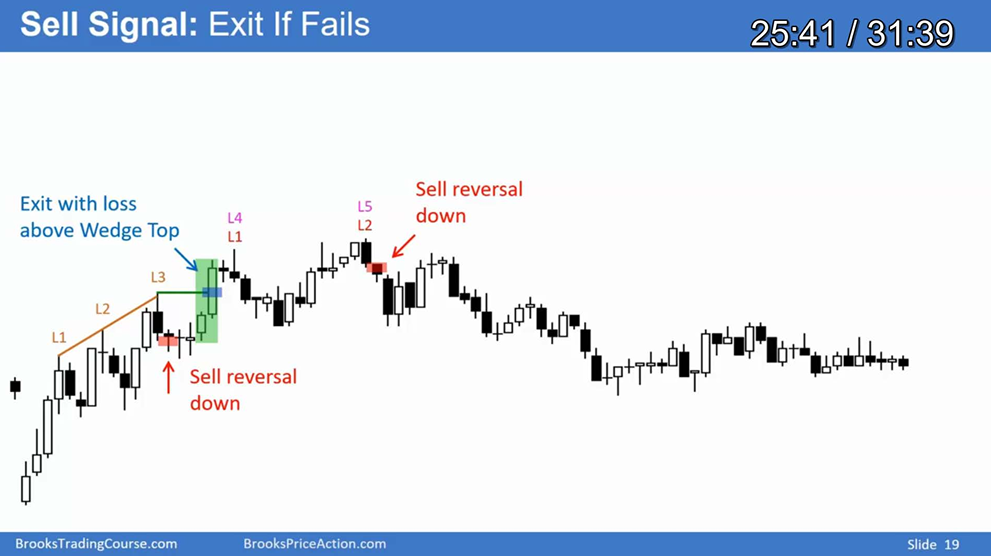 Sell Signal: Exit If Fails
25:41 / 31:39
Exit with loss
above Wedge Top
L1
L2
L3
L4
L1
L5
L2
Sell reversal
down
Sell reversal
down
BrooksTradingCourse.com
BrooksPriceAction.com
Slide 19